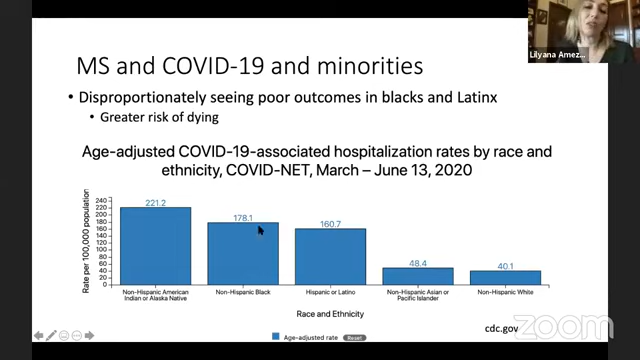 Lilyana Amez...
MS and COVID-19 and minorities
• Disproportionately seeing poor outcomes in blacks and Latinx
• Greater risk of dying
Age-adjusted COVID-19-associated hospitalization rates by race and
ethnicity, COVID-NET, March – June 13, 2020
Rate per 100,000 population
240
220
200
180
160
140
120
100
80
60
40
20
0
221.2
178.1
160.7
48.4
40.1
Non-Hispanic American
Indian or Alaska Native
Non-Hispanic Black
Hispanic or Latino
Non-Hispanic Asian or
Pacific Islander
Non-Hispanic White
Race and Ethnicity
Age-adjusted rate
Reset
cdc.gov
zoom